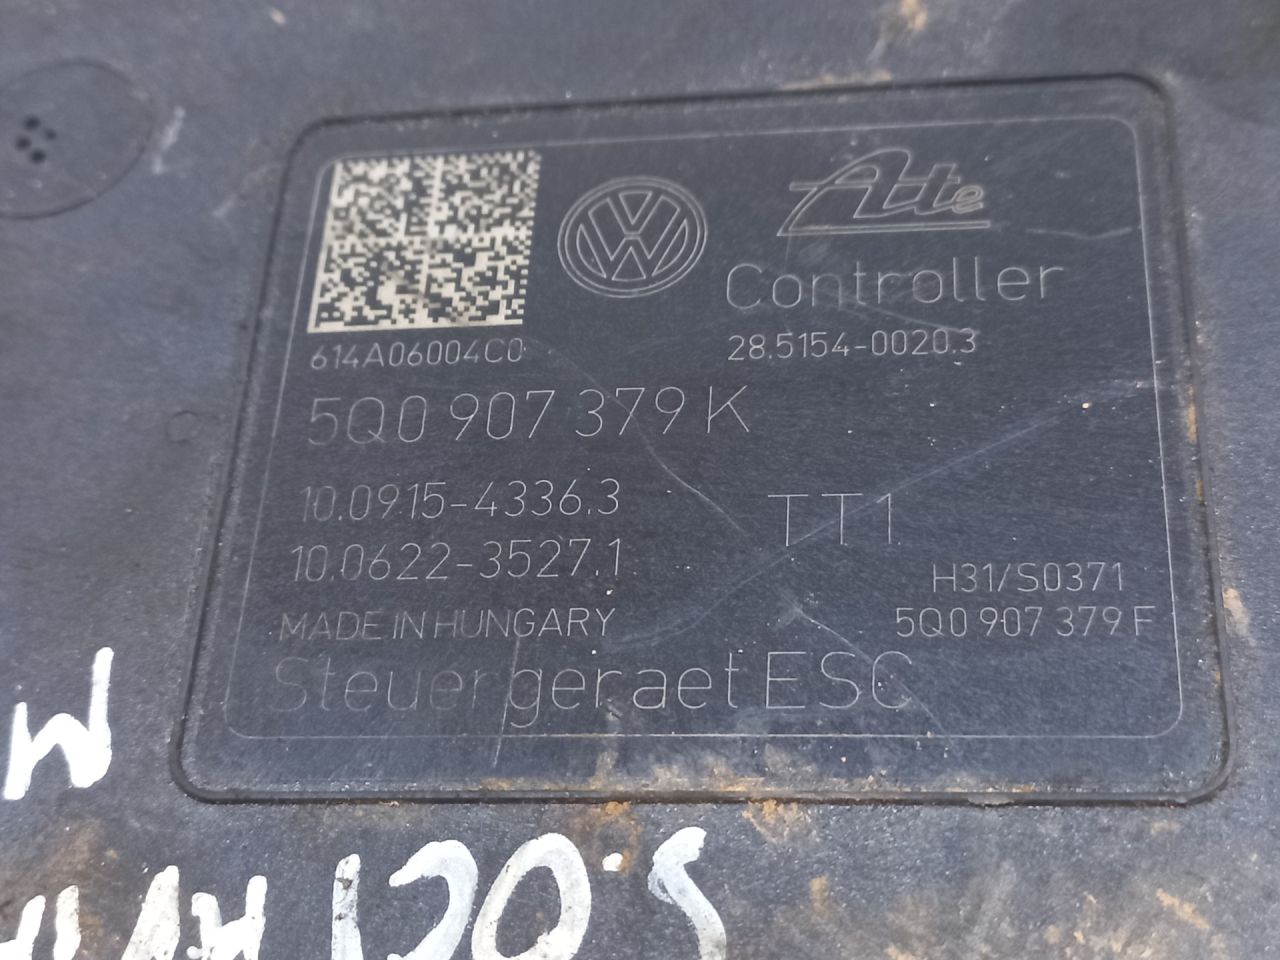 Ate
Controller
28.5154-0020.3
614A06004C0
5Q0 907 379 K
10.0915-4336.3
TT1
10.0622-3527.1
H31/S0371
MADE IN HUNGARY
5Q0 907 379 F
Steuergeraet ESC